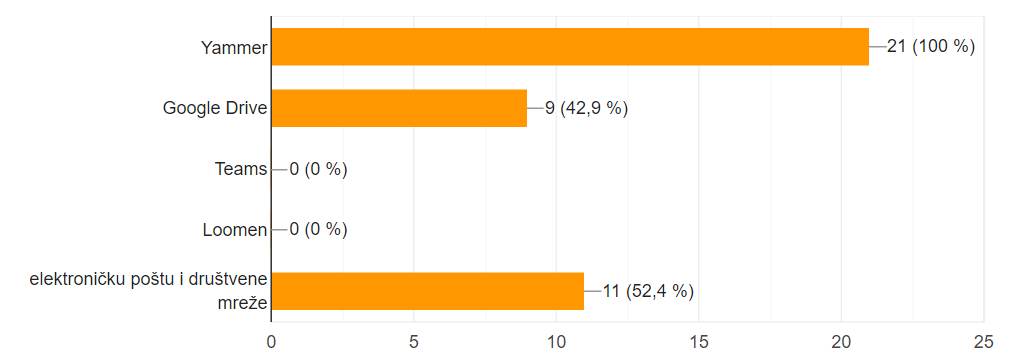 Yammer
21 (100 %)
Google Drive
9 (42,9 %)
Teams
0 (0 %)
Loomen
0 (0 %)
elektroničku poštu i društvene
mreže
11 (52,4 %)
0 5 10 15 20 25